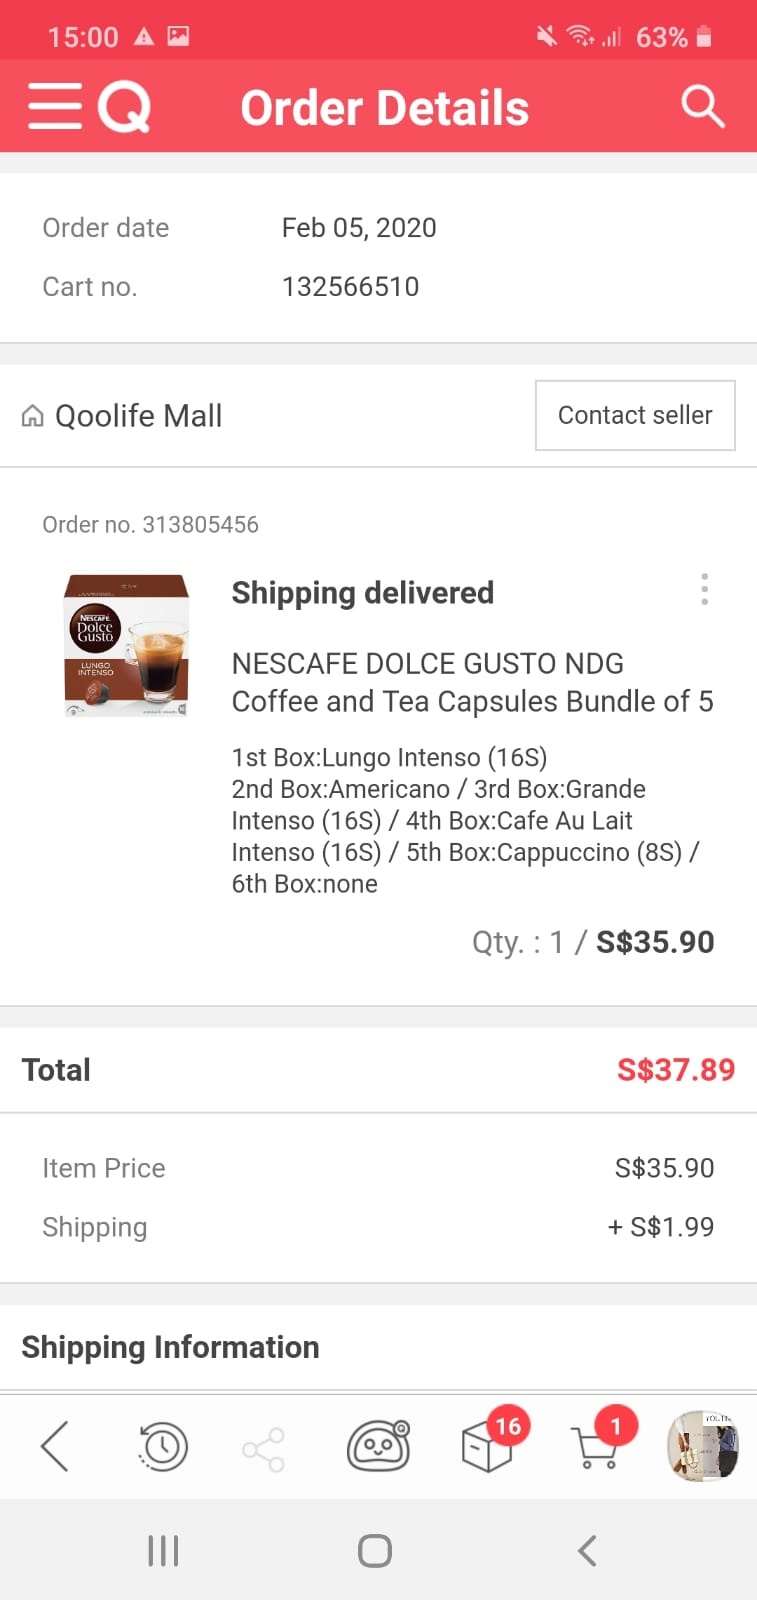 15:00 63%
Q Order Details
Order date Feb 05, 2020
Cart no. 132566510
Qoolife Mall Contact seller
Order no. 313805456
NESCAFÉ
Dolce
Gusto
LUNGO
INTENSO
Shipping delivered
NESCAFE DOLCE GUSTO NDG
Coffee and Tea Capsules Bundle of 5
1st Box:Lungo Intenso (16S)
2nd Box:Americano / 3rd Box:Grande
Intenso (16S) / 4th Box:Cafe Au Lait
Intenso (16S) / 5th Box:Cappuccino (8S) /
6th Box:none
Qty. : 1 / S$35.90
Total S$37.89
Item Price S$35.90
Shipping + S$1.99
Shipping Information
16 1